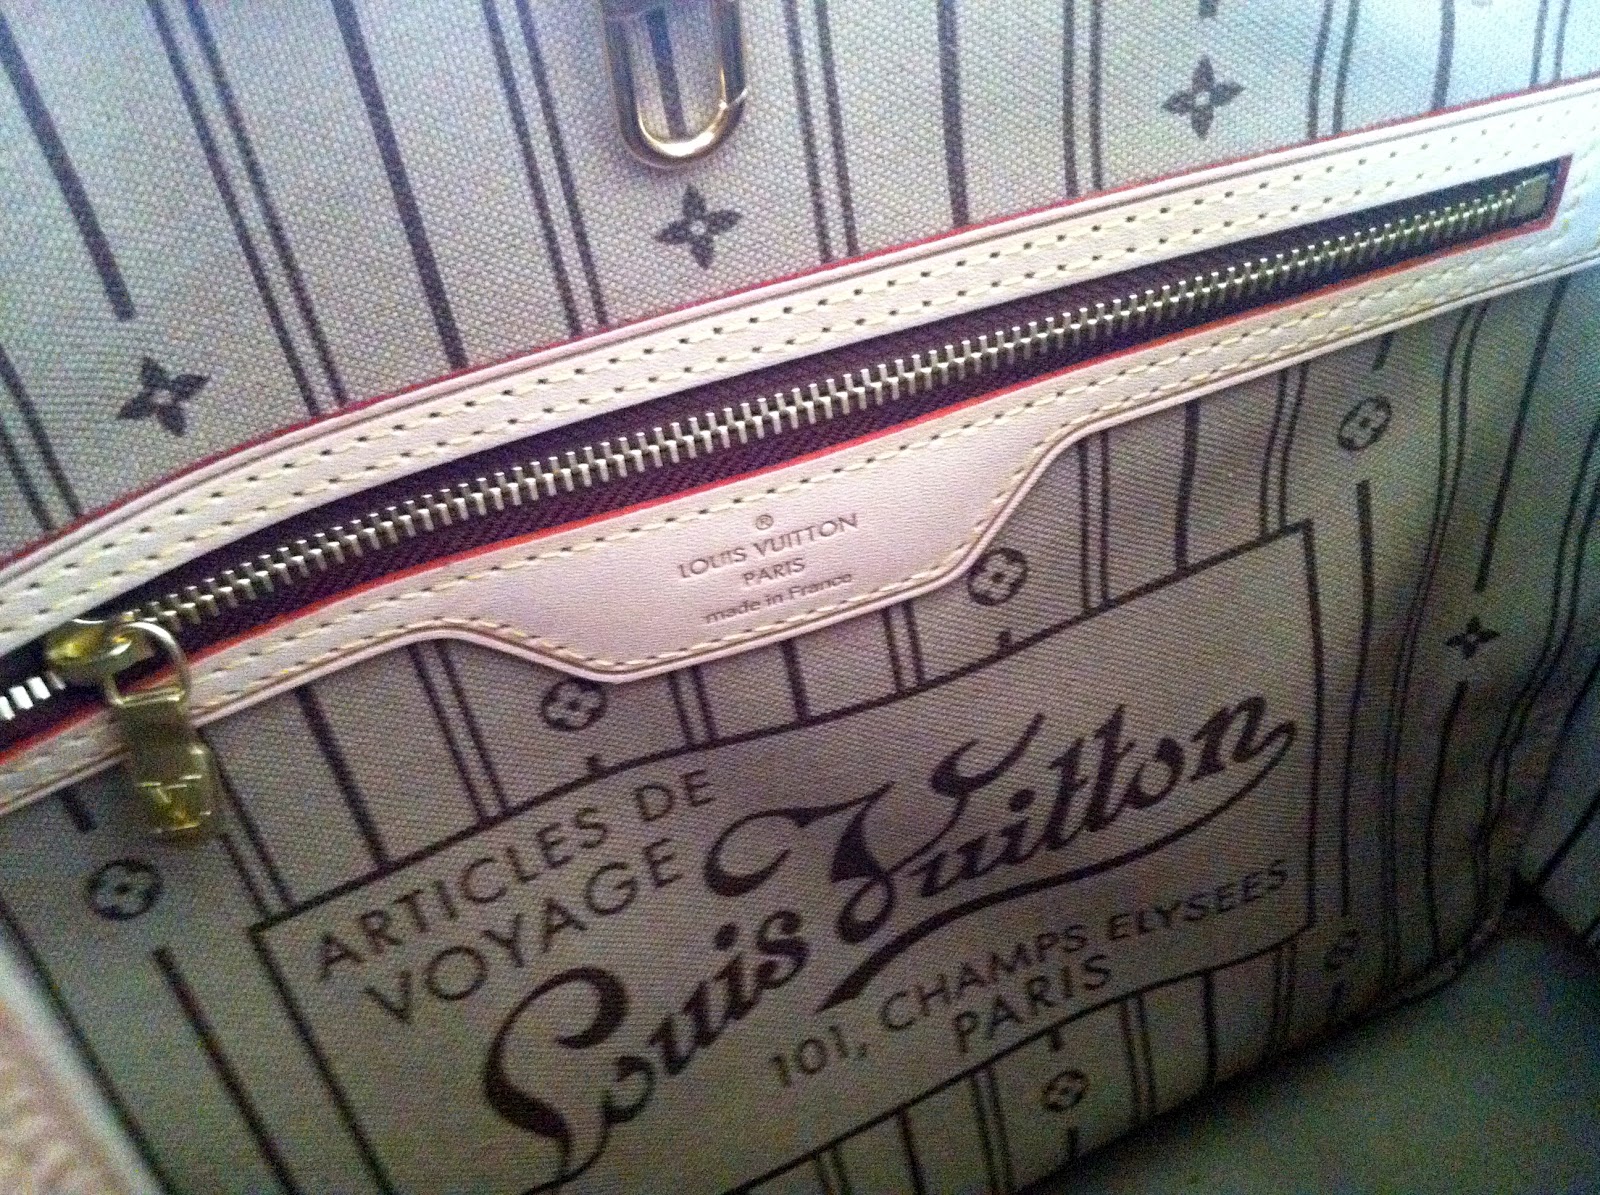 ®
LOUIS VUITTON
PARIS
made in France
ARTICLES DE
VOYAGE
Louis Vuitton
101, CHAMPS ELYSEES
PARIS